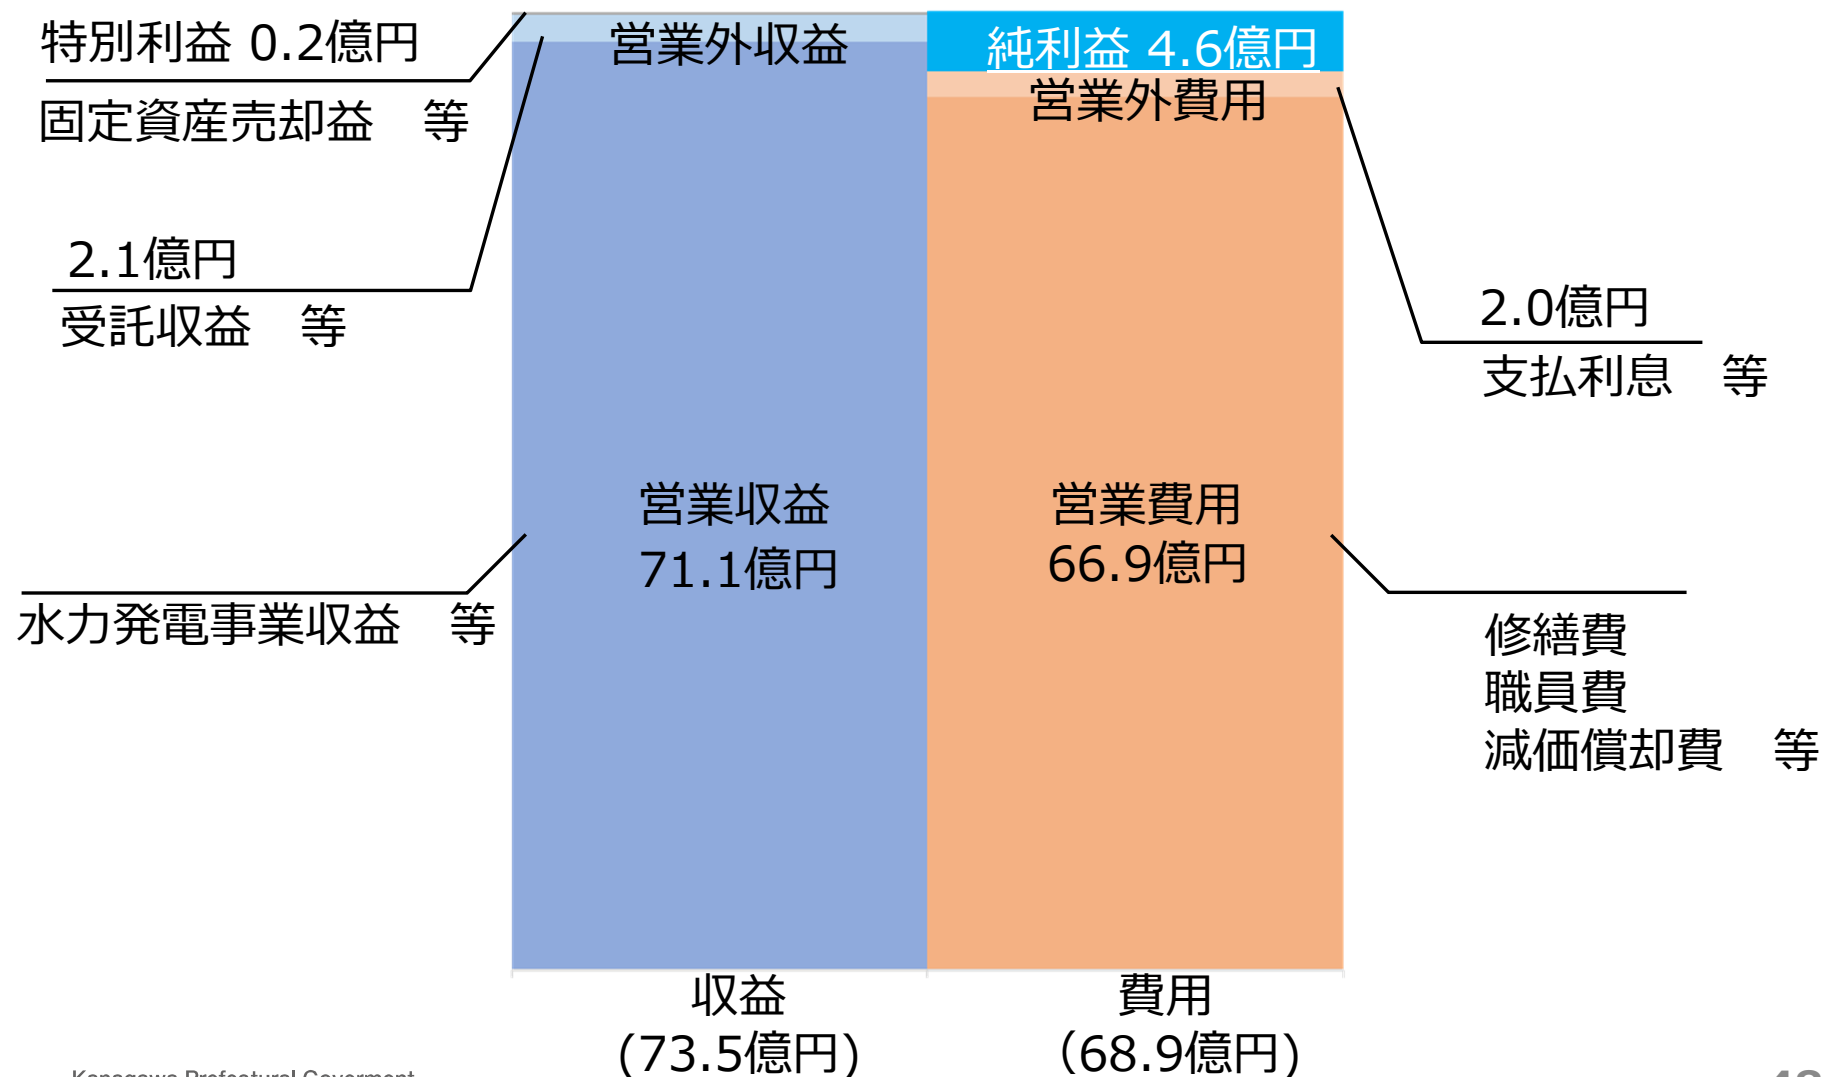 特別利益 0.2億円
固定資産売却益　等
2.1億円
受託収益　等
水力発電事業収益　等
営業外収益
営業収益
71.1億円
純利益 4.6億円
営業外費用
営業費用
66.9億円
2.0億円
支払利息　等
修繕費
職員費
減価償却費　等
収益
(73.5億円)
費用
（68.9億円)
Kanagawa Prefectural Goverment